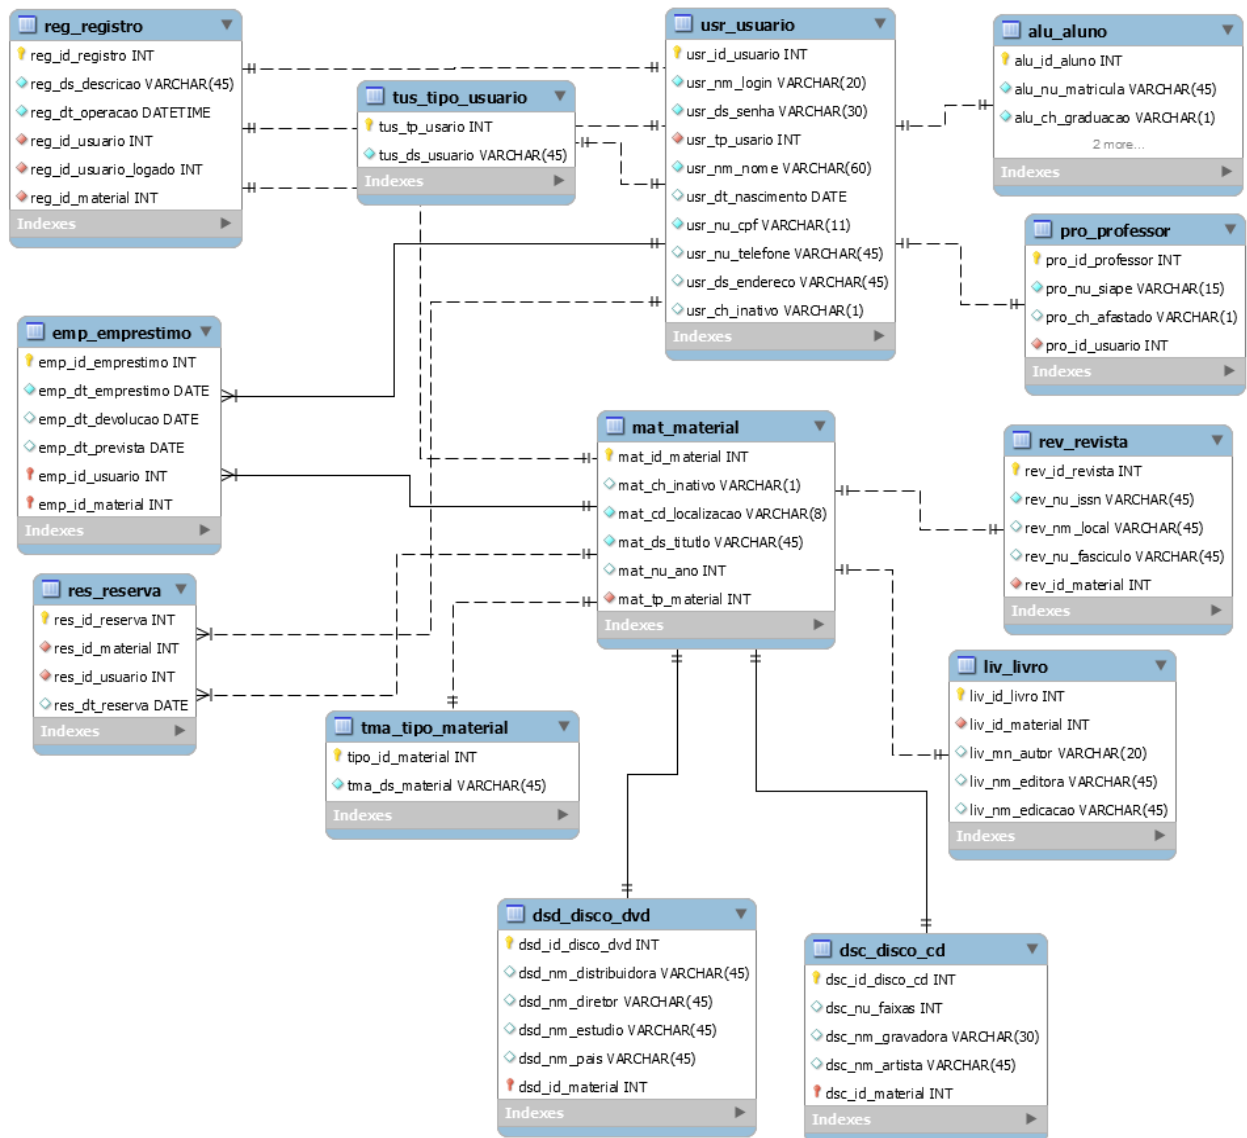 reg_registro
reg_id_registro INT
reg_ds_descricao VARCHAR(45)
reg_dt_operacao DATETIME
reg_id_usuario INT
reg_id_usuario_logado INT
reg_id_material INT
Indexes
tus_tipo_usuario
tus_tp_usario INT
tus_ds_usuario VARCHAR(45)
Indexes
usr_usuario
usr_id_usuario INT
usr_nm_login VARCHAR(20)
usr_ds_senha VARCHAR(30)
usr_tp_usario INT
usr_nm_nome VARCHAR(60)
usr_dt_nascimento DATE
usr_nu_cpf VARCHAR(11)
usr_nu_telefone VARCHAR(45)
usr_ds_endereco VARCHAR(45)
usr_ch_inativo VARCHAR(1)
Indexes
alu_aluno
alu_id_aluno INT
alu_nu_matricula VARCHAR(45)
alu_ch_graduacao VARCHAR(1)
2 more...
Indexes
pro_professor
pro_id_professor INT
pro_nu_siape VARCHAR(15)
pro_ch_afastado VARCHAR(1)
pro_id_usuario INT
Indexes
emp_emprestimo
emp_id_emprestimo INT
emp_dt_emprestimo DATE
emp_dt_devolucao DATE
emp_dt_prevista DATE
emp_id_usuario INT
emp_id_material INT
Indexes
mat_material
mat_id_material INT
mat_ch_inativo VARCHAR(1)
mat_cd_localizacao VARCHAR(8)
mat_ds_titutlo VARCHAR(45)
mat_nu_ano INT
mat_tp_material INT
Indexes
rev_revista
rev_id_revista INT
rev_nu_issn VARCHAR(45)
rev_nm_local VARCHAR(45)
rev_nu_fasciculo VARCHAR(45)
rev_id_material INT
Indexes
res_reserva
res_id_reserva INT
res_id_material INT
res_id_usuario INT
res_dt_reserva DATE
Indexes
tma_tipo_material
tipo_id_material INT
tma_ds_material VARCHAR(45)
Indexes
liv_livro
liv_id_livro INT
liv_id_material INT
liv_mn_autor VARCHAR(20)
liv_nm_editora VARCHAR(45)
liv_nm_edicacao VARCHAR(45)
Indexes
dsd_disco_dvd
dsd_id_disco_dvd INT
dsd_nm_distribuidora VARCHAR(45)
dsd_nm_diretor VARCHAR(45)
dsd_nm_estudio VARCHAR(45)
dsd_nm_pais VARCHAR(45)
dsd_id_material INT
Indexes
dsc_disco_cd
dsc_id_disco_cd INT
dsc_nu_faixas INT
dsc_nm_gravadora VARCHAR(30)
dsc_nm_artista VARCHAR(45)
dsc_id_material INT
Indexes